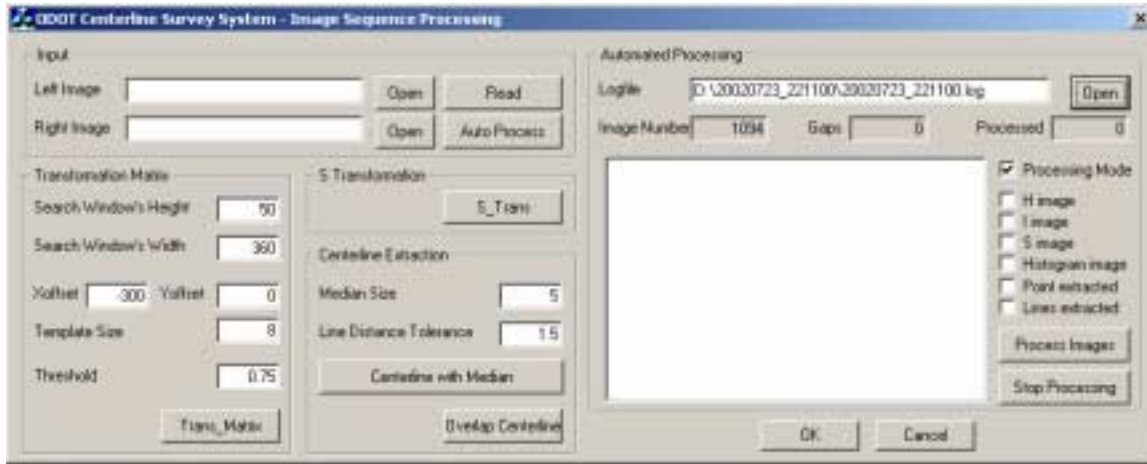 ODOT Centerline Survey System - Image Sequence Processing
Input
Left Image
Open
Read
Right Image
Open
Auto Process
Transformation Matrix
Search Window's Height
50
Search Window's Width
360
Xoffset
-300
Yoffset
0
Template Size
8
Threshold
0.75
Trans_Matrix
S Transformation
S_Trans
Centerline Extraction
Median Size
5
Line Distance Tolerance
1.5
Centerline with Median
Overlap Centerline
Automated Processing
Logfile
D:\20020723_221100\20020723_221100.log
Open
Image Number
1094
Gaps
0
Processed
0
Processing Mode
H image
I image
S image
Histogram image
Point extracted
Lines extracted
Process Images
Stop Processing
OK
Cancel